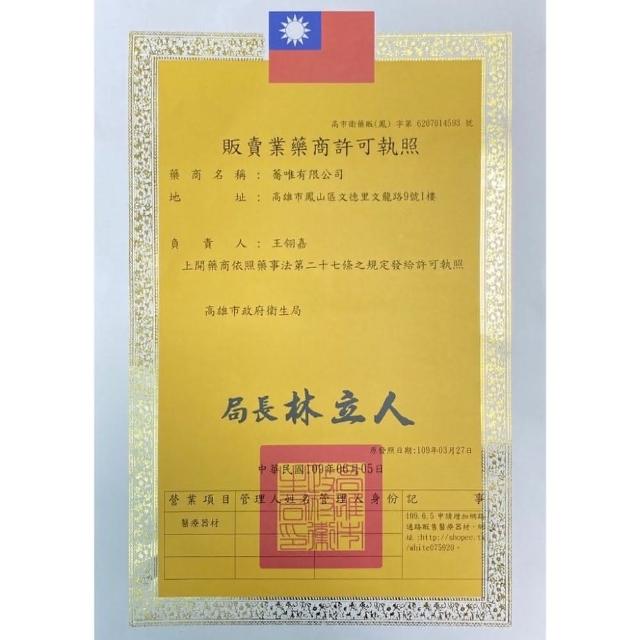 高市衛藥販(鳳) 字第 6207014593 號
販賣業藥商許可執照
藥商名稱：蕎唯有限公司
地址：高雄市鳳山區文德里文龍路9號1樓
負責人：王翎嘉
上開藥商依照藥事法第二十七條之規定發給許可執照
高雄市政府衛生局
局長 林立人
原發照日期:109年03月27日
中華民國109年06月05日
營業項目 管理人姓名 管理人身份 記事
醫療器材
109.6.5 申請增加網路
通路販售醫療器材，網
址:http://shopee.t
/white075920。